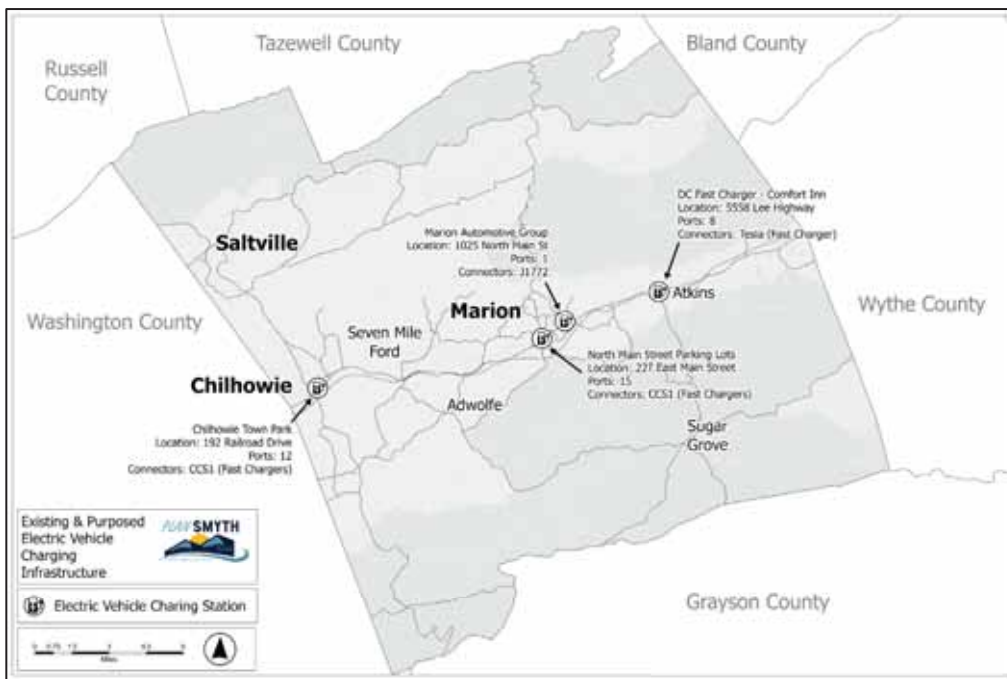 Tazewell County
Bland County
Russell
County
DC Fast Charger - Comfort Inn
Location: 5558 Lee Highway
Ports: 8
Connectors: Tesla (Fast Charger)
Marion Automotive Group
Location: 1025 North Main St
Ports: 1
Connectors: J1772
Saltville
Atkins
Washington County
Marion
Wythe County
Seven Mile
Ford
North Main Street Parking Lots
Location: 227 East Main Street
Ports: 15
Connectors: CCS1 (Fast Chargers)
Chilhowie
Adwolfe
Chilhowie Town Park
Location: 192 Railroad Drive
Ports: 12
Connectors: CCS1 (Fast Chargers)
Sugar
Grove
Existing & Purposed
Electric Vehicle
Charging
Infrastructure
PLAN SMYTH
Electric Vehicle Charing Station
Miles
Grayson County